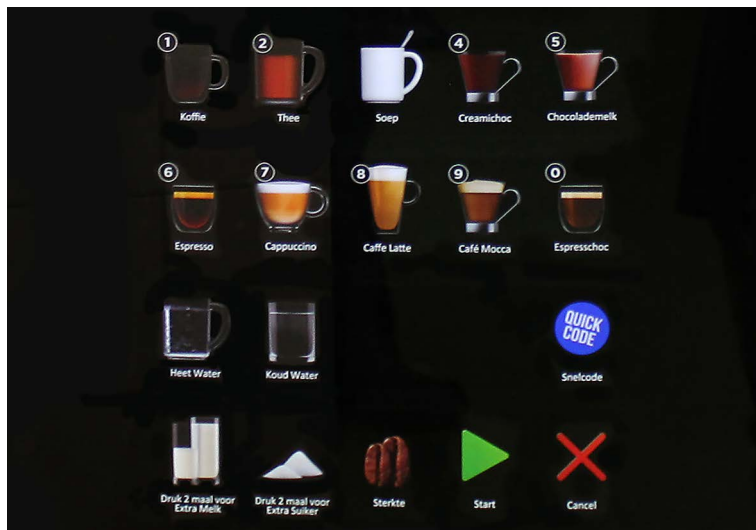 1 2 4 5
Koffie Thee Soep Creamichoc Chocolademelk
6 7 8 9 0
Espresso Cappuccino Caffe Latte Café Mocca Espresschoc
QUICK
CODE
Heet Water Koud Water Snelcode
Druk 2 maal voor
Extra Melk
Druk 2 maal voor
Extra Suiker
Sterkte Start Cancel